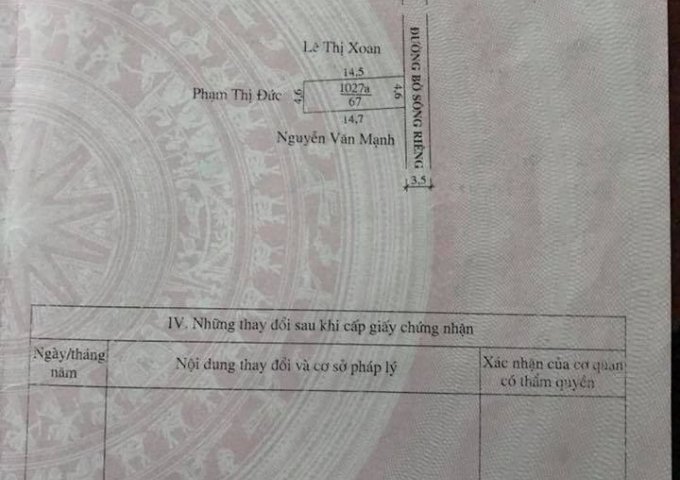 Lê Thị Xoan
14,5
Phạm Thị Đức
4,6
1027a
67
4,6
14,7
Nguyễn Văn Mạnh
ĐƯỜNG BỜ SÔNG RIÊNG
3,5
IV. Những thay đổi sau khi cấp giấy chứng nhận
Ngày/tháng
năm
Nội dung thay đổi và cơ sở pháp lý
Xác nhận của cơ quan
có thẩm quyền